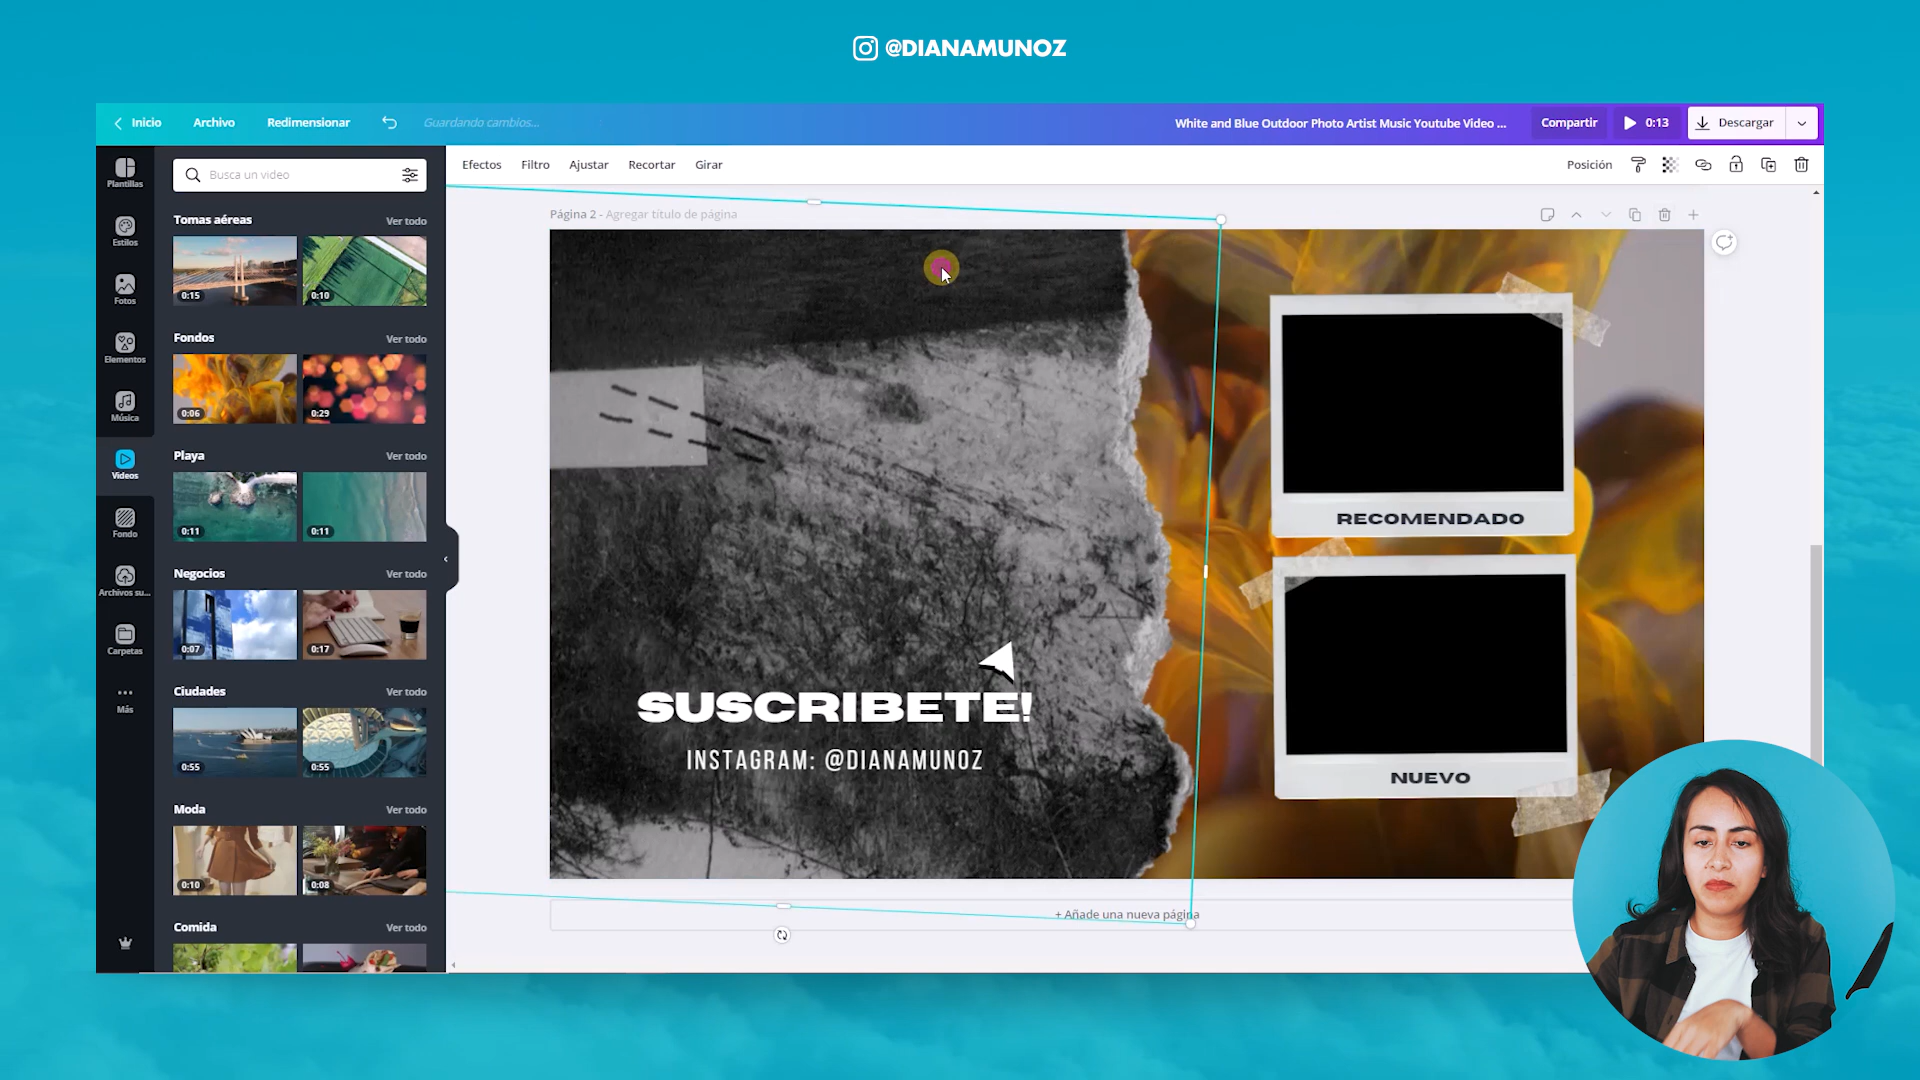 @DIANAMUNOZ
Inicio
Archivo
Redimensionar
Guardando cambios...
White and Blue Outdoor Photo Artist Music Youtube Video ...
Compartir
0:13
Descargar
Plantillas
Estilos
Fotos
Elementos
Música
Videos
Fondo
Archivos su...
Carpetas
Más
Busca un video
Tomas aéreas
Ver todo
0:15
0:10
Fondos
Ver todo
0:06
0:29
Playa
Ver todo
0:11
0:11
Negocios
Ver todo
0:07
0:17
Ciudades
Ver todo
0:55
0:55
Moda
Ver todo
0:10
0:08
Comida
Ver todo
Efectos
Filtro
Ajustar
Recortar
Girar
Posición
Página 2 - Agregar título de página
RECOMENDADO
SUSCRIBETE!
INSTAGRAM: @DIANAMUNOZ
NUEVO
+ Añade una nueva página